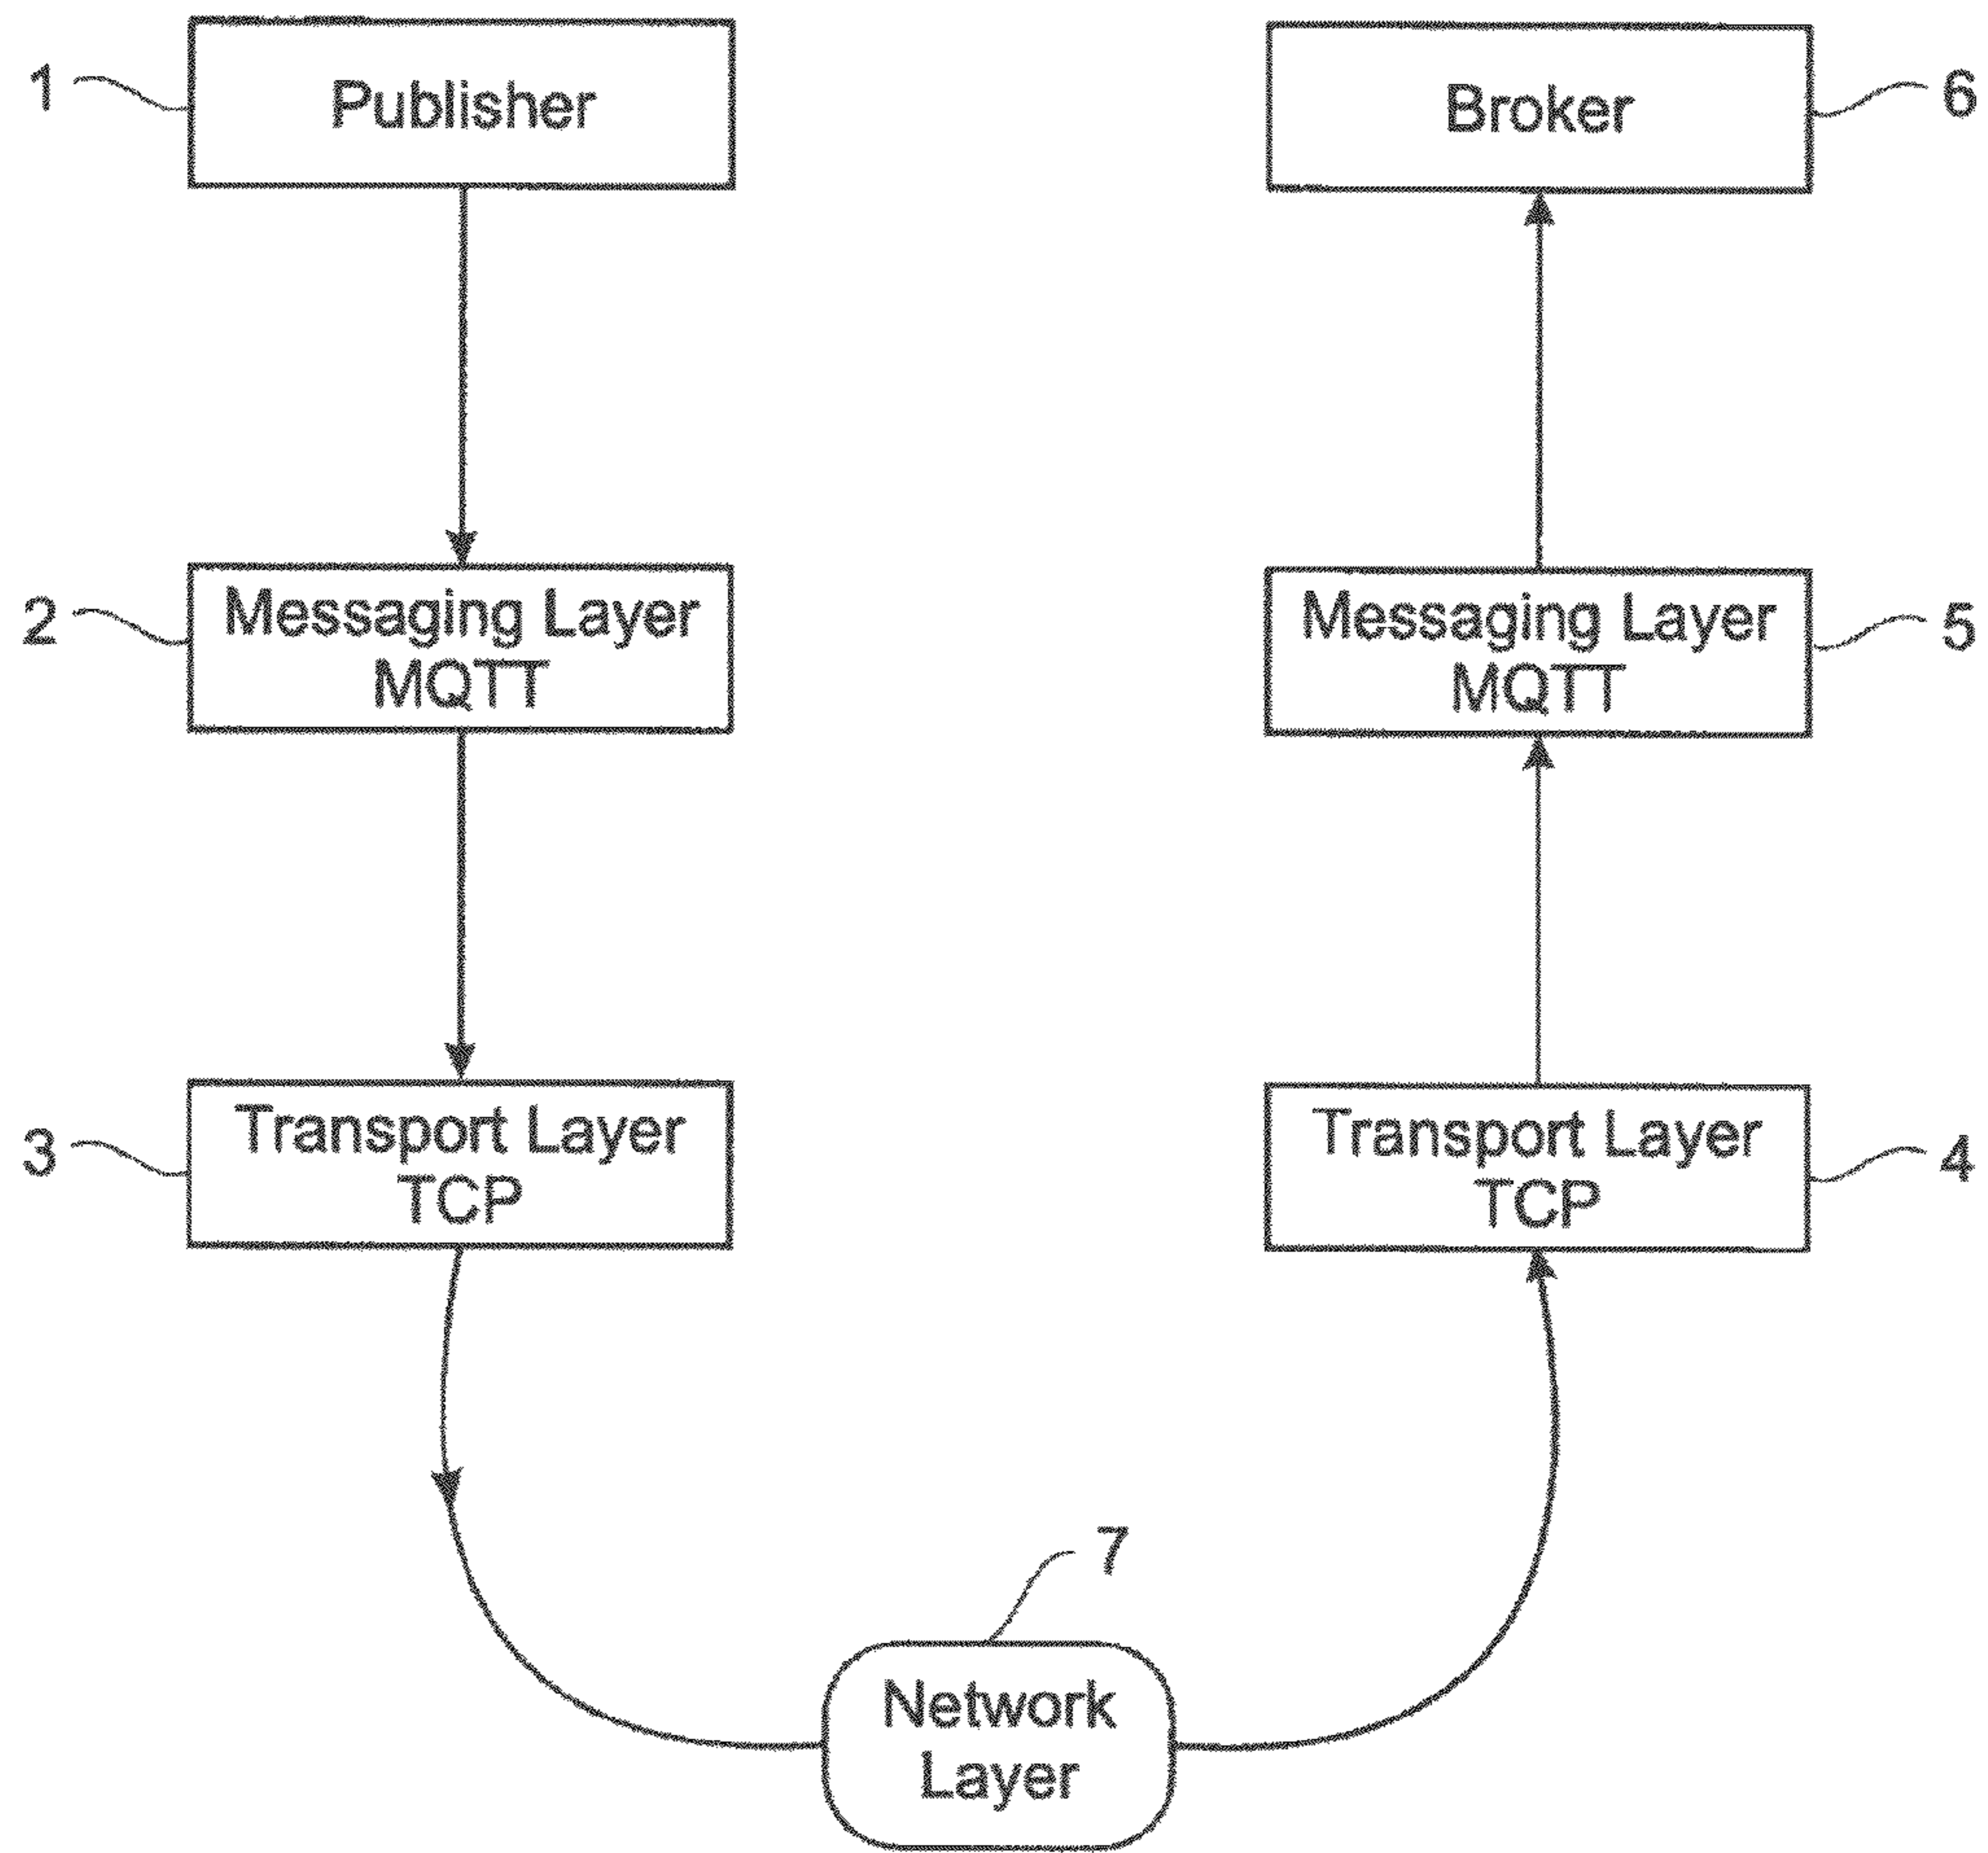 1
Publisher
Broker
6
2
Messaging Layer
MQTT
Messaging Layer
MQTT
5
3
Transport Layer
TCP
Transport Layer
TCP
4
7
Network
Layer